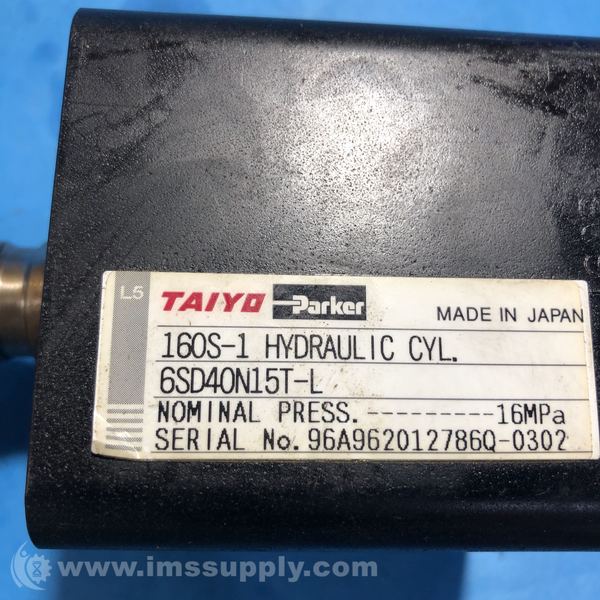 L5 TAIYO Parker MADE IN JAPAN
160S-1 HYDRAULIC CYL.
6SD40N15T-L
NOMINAL PRESS.---------16MPa
SERIAL No.96A962012786Q-0302
www.imssupply.com